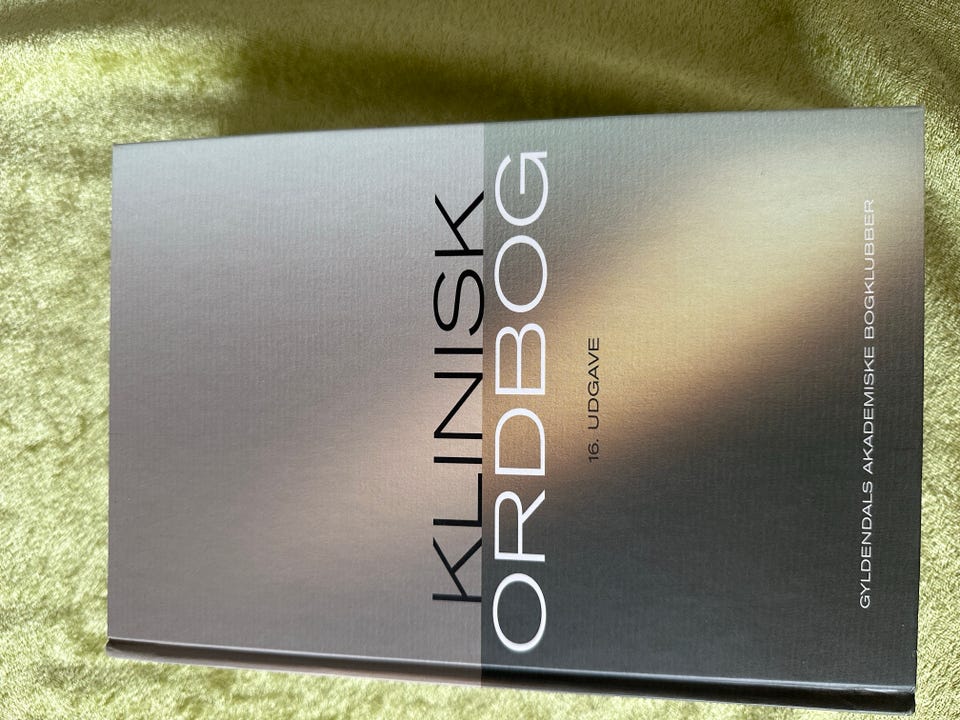 KLINISK
ORDBOG
16. UDGAVE
GYLDENDALS AKADEMISKE BOGKLUBBER